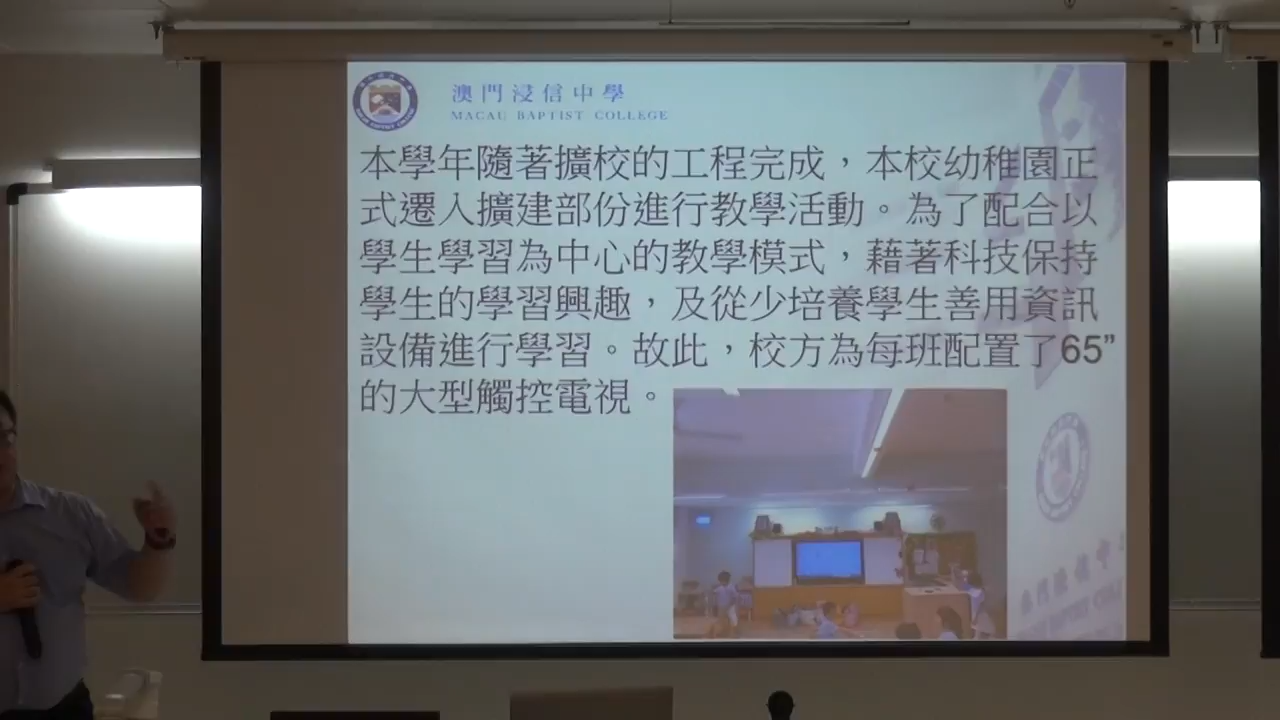 澳門浸信中學
MACAU BAPTIST COLLEGE
本學年隨著擴校的工程完成，本校幼稚園正
式遷入擴建部份進行教學活動。為了配合以
學生學習為中心的教學模式，藉著科技保持
學生的學習興趣，及從少培養學生善用資訊
設備進行學習。故此，校方為每班配置了65”
的大型觸控電視。